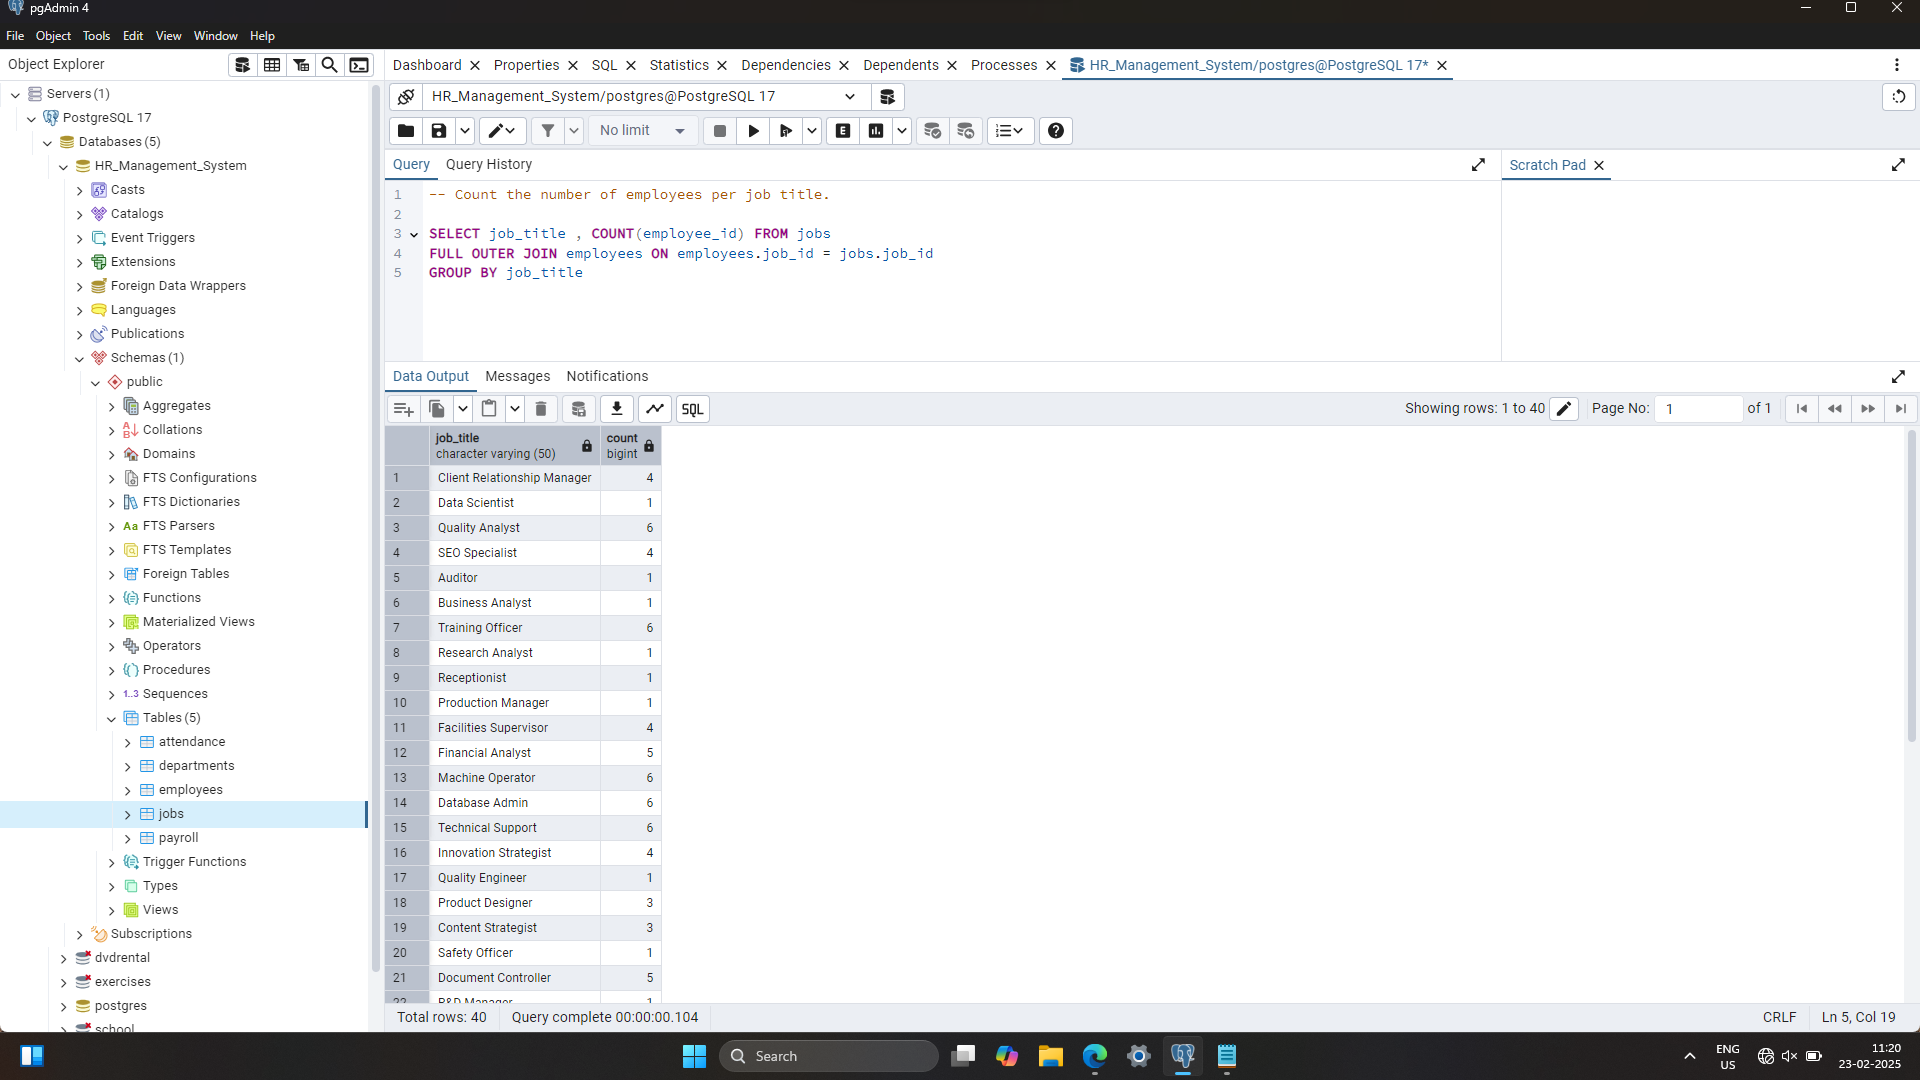 pgAdmin 4
File Object Tools Edit View Window Help
Object Explorer
Servers (1)
PostgreSQL 17
Databases (5)
HR_Management_System
Casts
Catalogs
Event Triggers
Extensions
Foreign Data Wrappers
Languages
Publications
Schemas (1)
public
Aggregates
Collations
Domains
FTS Configurations
FTS Dictionaries
Aa FTS Parsers
FTS Templates
Foreign Tables
Functions
Materialized Views
Operators
Procedures
1..3 Sequences
Tables (5)
attendance
departments
employees
jobs
payroll
Trigger Functions
Types
Views
Subscriptions
dvdrental
exercises
postgres
school
Dashboard Properties SQL Statistics Dependencies Dependents Processes HR_Management_System/postgres@PostgreSQL 17*
HR_Management_System/postgres@PostgreSQL 17
No limit E
Query Query History
Scratch Pad
1 -- Count the number of employees per job title.
2
3 SELECT job_title , COUNT(employee_id) FROM jobs
4 FULL OUTER JOIN employees ON employees.job_id = jobs.job_id
5 GROUP BY job_title
Data Output Messages Notifications
SQL Showing rows: 1 to 40 Page No: 1 of 1
job_title count
character varying (50) bigint
1 Client Relationship Manager 4
2 Data Scientist 1
3 Quality Analyst 6
4 SEO Specialist 4
5 Auditor 1
6 Business Analyst 1
7 Training Officer 6
8 Research Analyst 1
9 Receptionist 1
10 Production Manager 1
11 Facilities Supervisor 4
12 Financial Analyst 5
13 Machine Operator 6
14 Database Admin 6
15 Technical Support 6
16 Innovation Strategist 4
17 Quality Engineer 1
18 Product Designer 3
19 Content Strategist 3
20 Safety Officer 1
21 Document Controller 5
22 R&D Manager 1
Total rows: 40 Query complete 00:00:00.104 CRLF Ln 5, Col 19
Search
ENG
US
11:20
23-02-2025